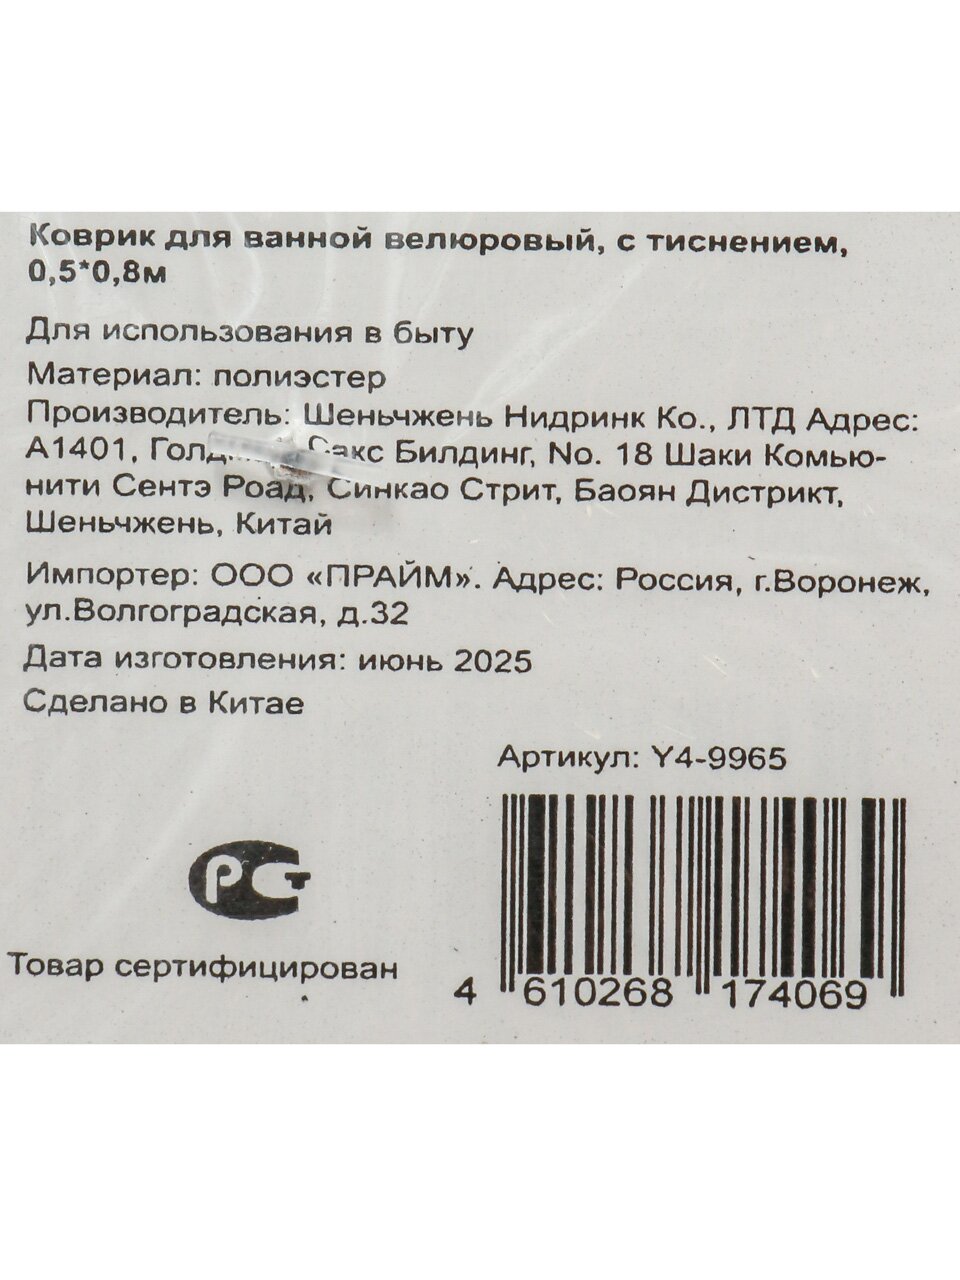 Коврик для ванной велюровый, с тиснением,
0,5*0,8м
Для использования в быту
Материал: полиэстер
Производитель: Шеньчжень Нидринк Ко., ЛТД Адрес:
А1401, Билдинг, No. 18 Шаки Комью-
нити Сентэ Роад, Синкао Стрит, Баоян Дистрикт,
Шеньчжень, Китай
Импортер: ООО «ПРАЙМ». Адрес: Россия, г.Воронеж,
ул.Волгоградская, д.32
Дата изготовления: июнь 2025
Сделано в Китае
Артикул: Y4-9965
РСТ
Товар сертифицирован
4 610268 174069